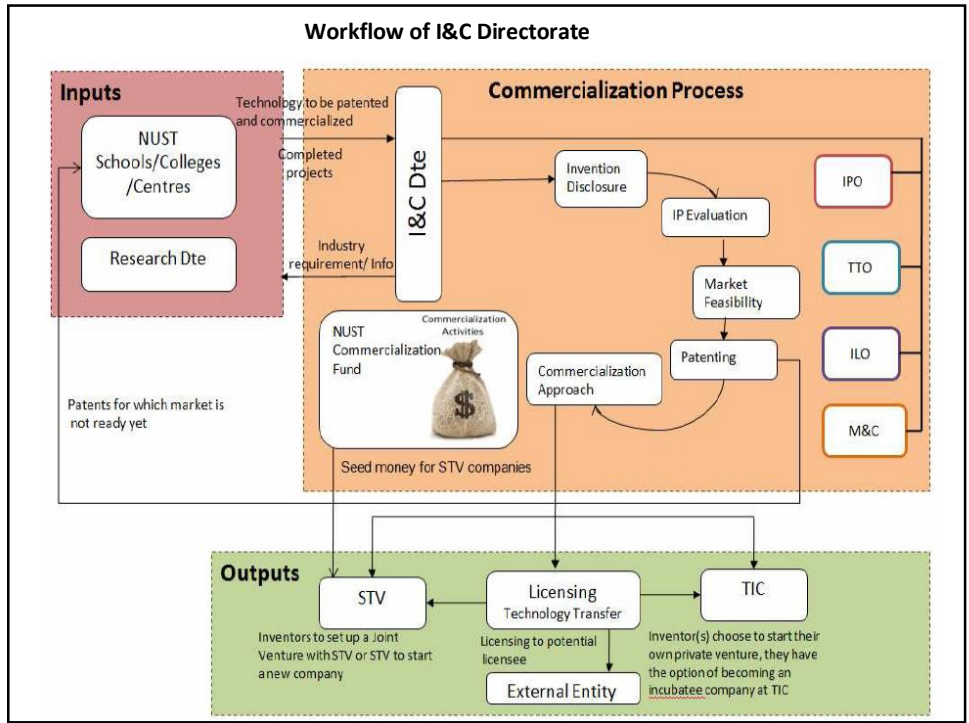 Workflow of I&C Directorate
Inputs
NUST
Schools/Colleges
/Centres
Research Dte
Technology to be patented
and commercialized
Completed
projects
Industry
requirement/ Info
Commercialization Process
I&C Dte
Invention
Disclosure
IP Evaluation
Market
Feasibility
Patenting
Commercialization
Approach
IPO
TTO
ILO
M&C
NUST
Commercialization
Fund
Commercialization
Activities
$
Seed money for STV companies
Patents for which market is
not ready yet
Outputs
STV
Inventors to set up a Joint
Venture with STV or STV to start
a new company
Licensing
Technology Transfer
Licensing to potential
licensee
External Entity
TIC
Inventor(s) choose to start their
own private venture, they have
the option of becoming an
incubatee company at TIC